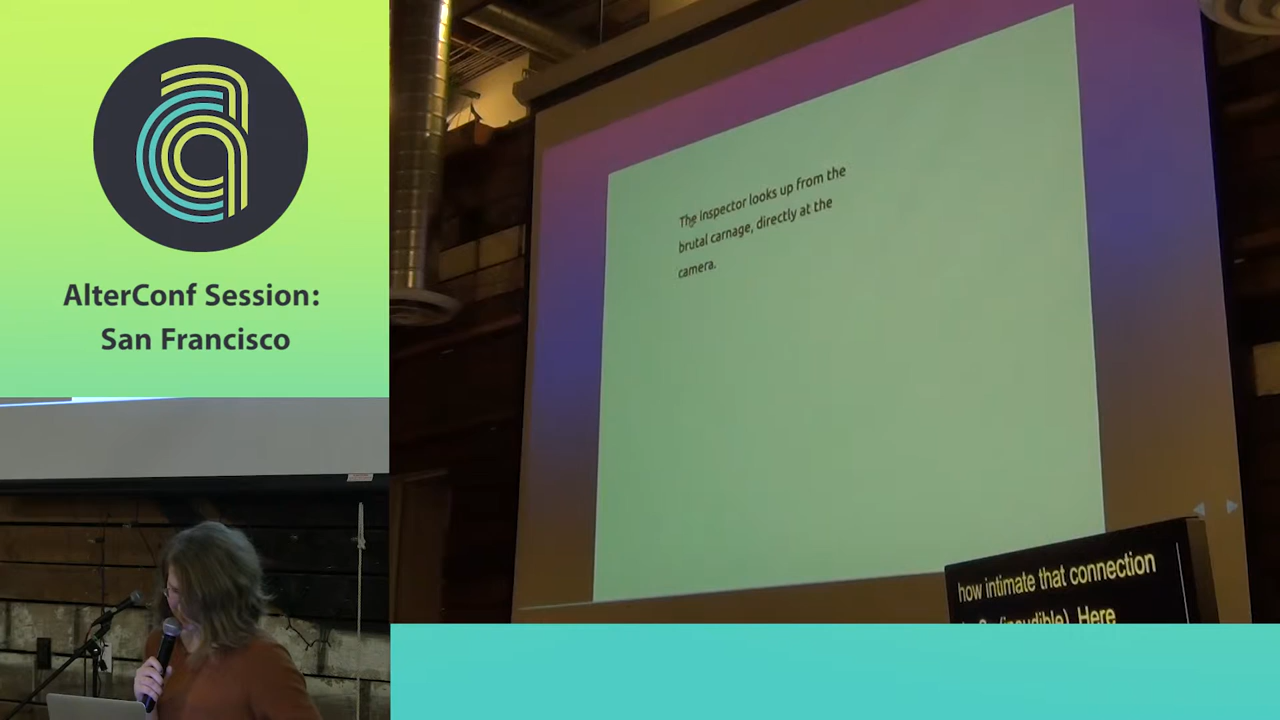 AlterConf Session:
San Francisco
The inspector looks up from the
brutal carnage, directly at the
camera.
how intimate that connection
(inaudible). Here